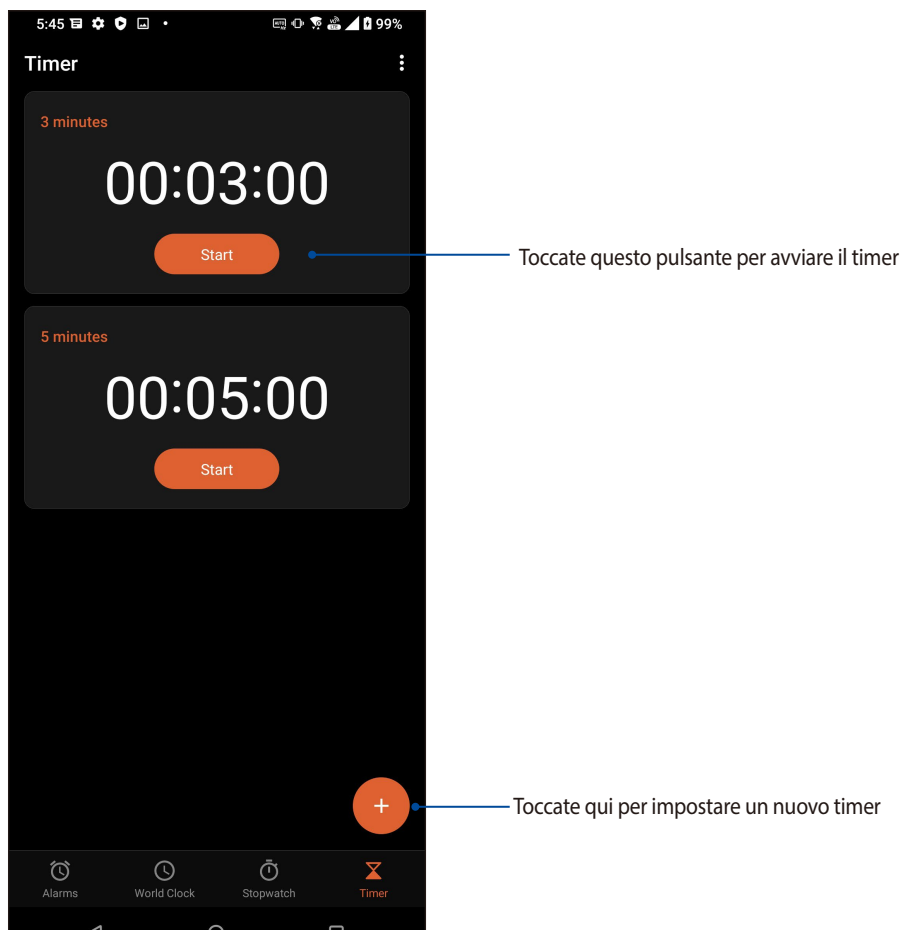 5:45 99%
Timer
3 minutes
00:03:00
Start
Toccate questo pulsante per avviare il timer
5 minutes
00:05:00
Start
+
Toccate qui per impostare un nuovo timer
Alarms World Clock Stopwatch Timer